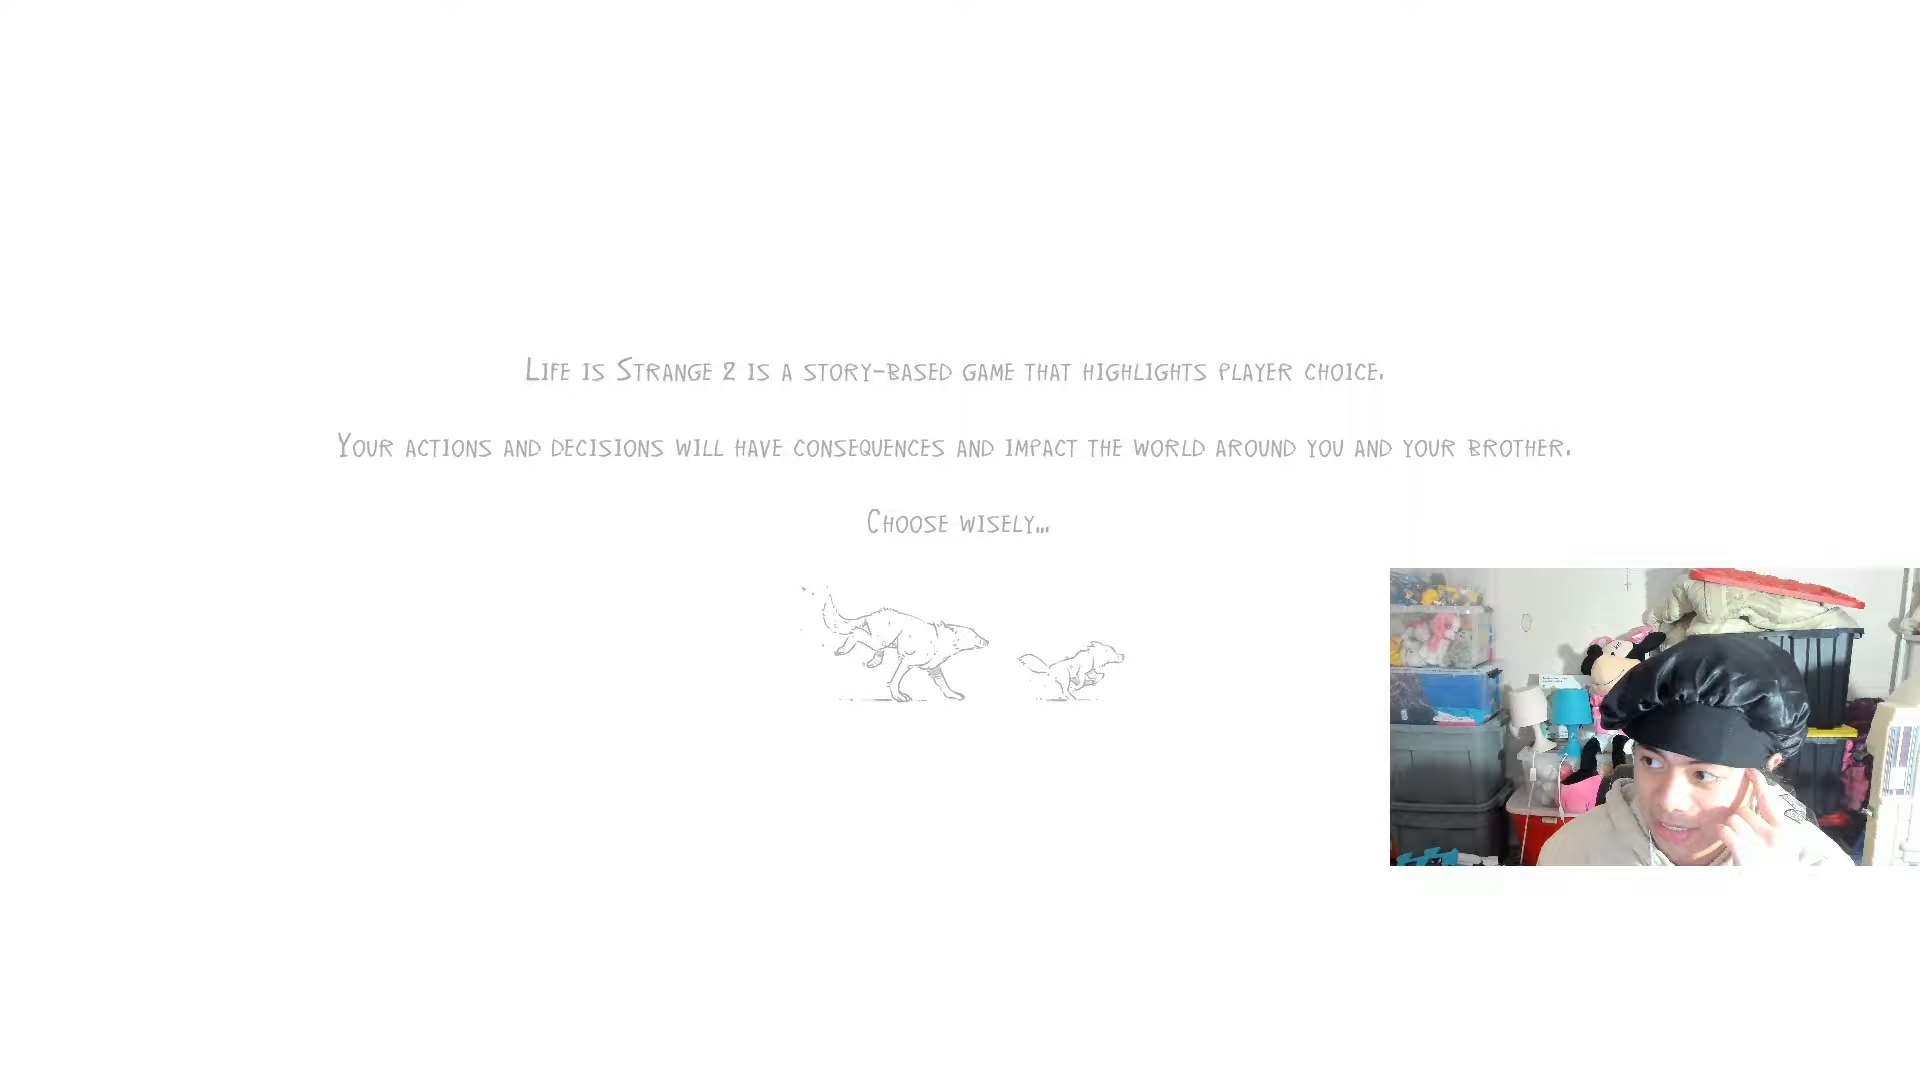 Life is Strange 2 is a story-based game that highlights player choice.
Your actions and decisions will have consequences and impact the world around you and your brother.
Choose wisely...